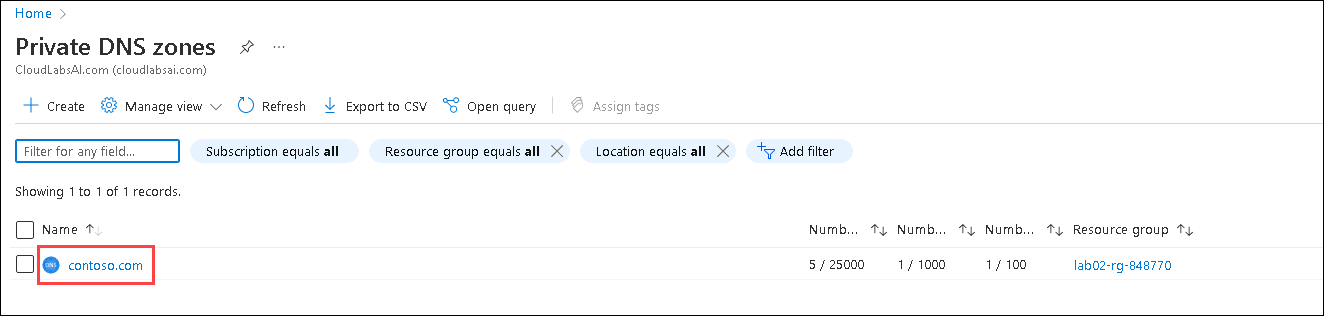 Home >
Private DNS zones ...
CloudLabsAI.com (cloudlabsai.com)
Create Manage view Refresh Export to CSV Open query Assign tags
Filter for any field... Subscription equals all Resource group equals all Location equals all Add filter
Showing 1 to 1 of 1 records.
Name Numb... Numb... Numb... Resource group
DNS contoso.com 5 / 25000 1 / 1000 1 / 100 lab02-rg-848770